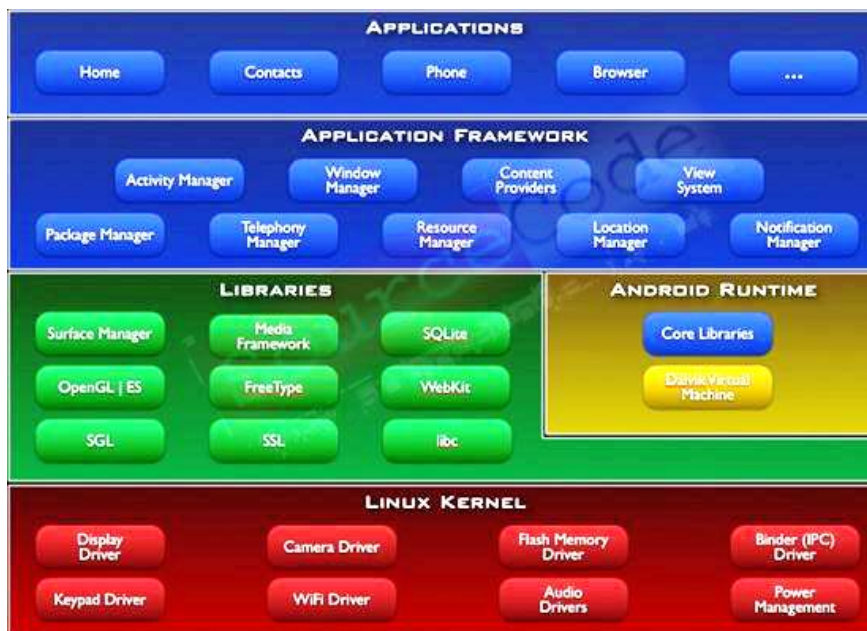 APPLICATIONS
Home
Contacts
Phone
Browser
...
APPLICATION FRAMEWORK
Activity Manager
Window
Manager
Content
Providers
View
System
Package Manager
Telephony
Manager
Resource
Manager
Location
Manager
Notification
Manager
LIBRARIES
Surface Manager
Media
Framework
SQLite
OpenGL | ES
FreeType
WebKit
SGL
SSL
libc
ANDROID RUNTIME
Core Libraries
Dalvik Virtual
Machine
LINUX KERNEL
Display
Driver
Camera Driver
Flash Memory
Driver
Binder (IPC)
Driver
Keypad Driver
WiFi Driver
Audio
Drivers
Power
Management